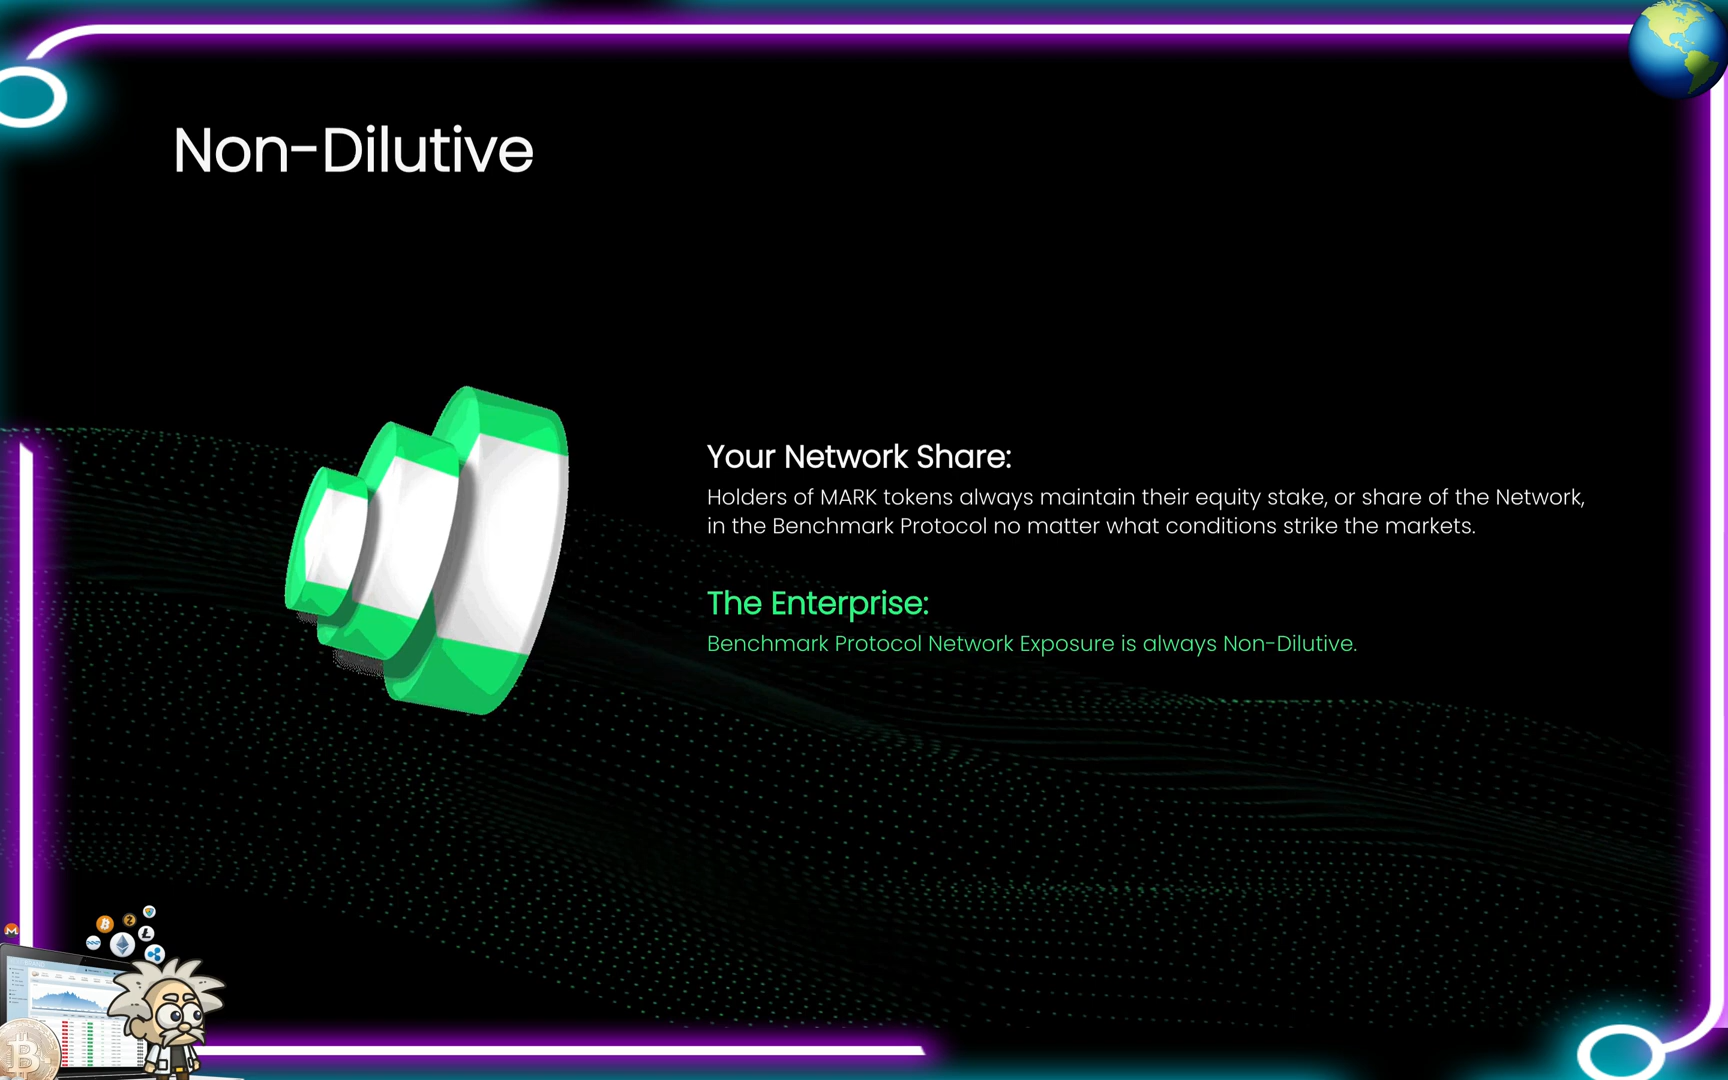 Non-Dilutive
Your Network Share:
Holders of MARK tokens always maintain their equity stake, or share of the Network,
in the Benchmark Protocol no matter what conditions strike the markets.
The Enterprise:
Benchmark Protocol Network Exposure is always Non-Dilutive.